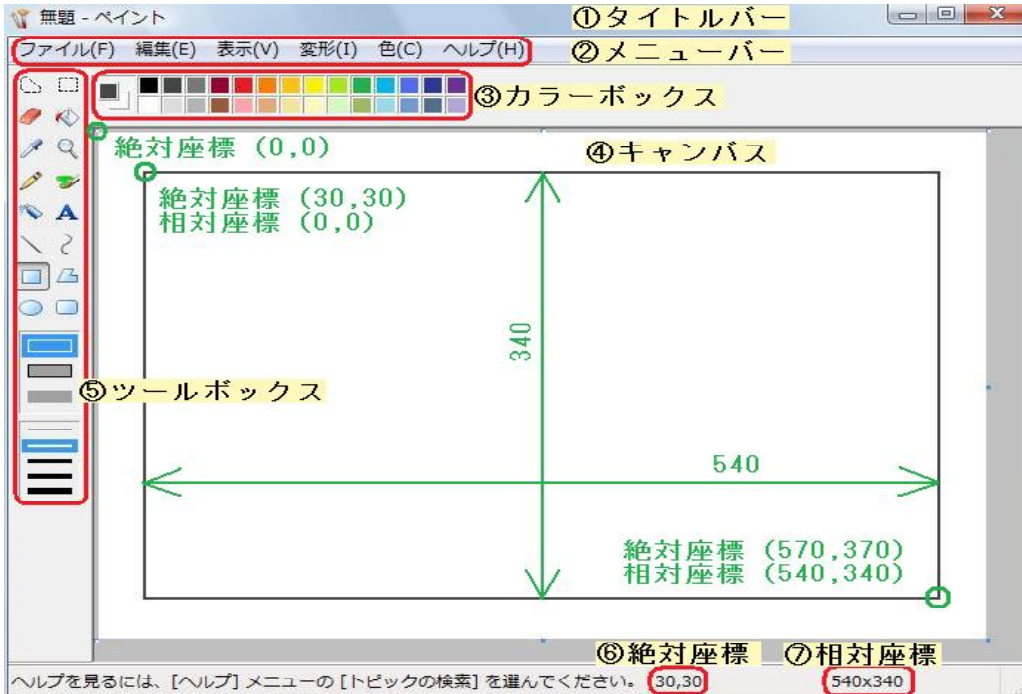 無題 - ペイント
①タイトルバー
ファイル(F) 編集(E) 表示(V) 変形(I) 色(C) ヘルプ(H)
②メニューバー
③カラーボックス
絶対座標 (0,0)
④キャンバス
絶対座標 (30,30)
相対座標 (0,0)
A
340
⑤ツールボックス
540
絶対座標 (570,370)
相対座標 (540,340)
⑥絶対座標 ⑦相対座標
ヘルプを見るには、[ヘルプ] メニューの [トピックの検索] を選んでください。 30,30 540x340